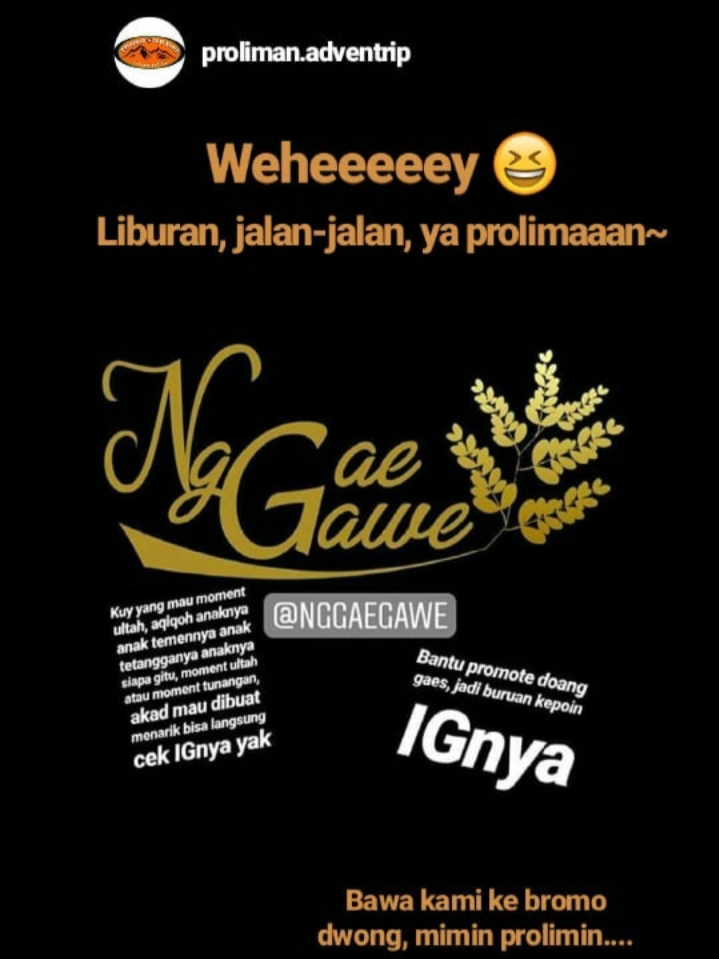 proliman.adventrip
Weheeeeeey 😆
Liburan, jalan-jalan, ya prolimaaan~
NgGae
Gawe
@NGGAEGAWE
Kuy yang mau moment
ultah, aqiqoh anaknya
anak temennya anak
tetangganya anaknya
siapa gitu, moment ultah
atau moment tunangan,
akad mau dibuat
menarik bisa langsung
cek IGnya yak
Bantu promote doang
gaes, jadi buruan kepoin
IGnya
Bawa kami ke bromo
dwong, mimin prolimin....